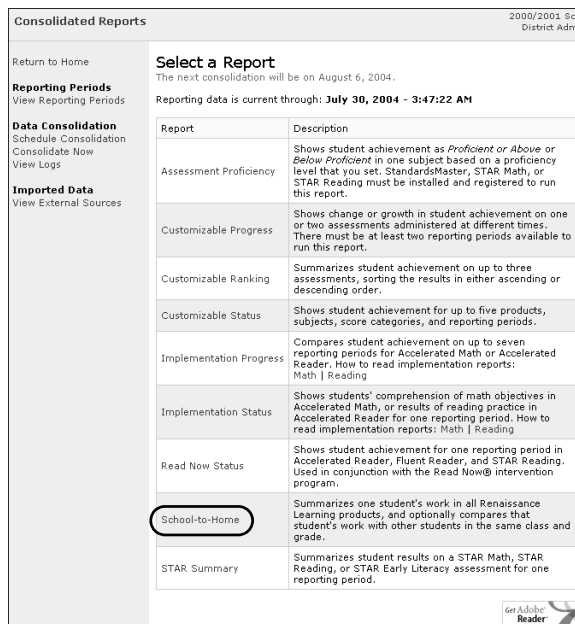 Consolidated Reports
2000/2001 Sc
District Adm
Return to Home
Reporting Periods
View Reporting Periods
Data Consolidation
Schedule Consolidation
Consolidate Now
View Logs
Imported Data
View External Sources
Select a Report
The next consolidation will be on August 6, 2004.
Reporting data is current through: July 30, 2004 - 3:47:22 AM
Report
Description
Assessment Proficiency
Shows student achievement as Proficient or Above or
Below Proficient in one subject based on a proficiency
level that you set. StandardsMaster, STAR Math, or
STAR Reading must be installed and registered to run
this report.
Customizable Progress
Shows change or growth in student achievement on one
or two assessments administered at different times.
There must be at least two reporting periods available to
run this report.
Customizable Ranking
Summarizes student achievement on up to three
assessments, sorting the results in either ascending or
descending order.
Customizable Status
Shows student achievement for up to five products,
subjects, score categories, and reporting periods.
Implementation Progress
Compares student achievement on up to seven
reporting periods for Accelerated Math or Accelerated
Reader. How to read implementation reports:
Math | Reading
Implementation Status
Shows students' comprehension of math objectives in
Accelerated Math, or results of reading practice in
Accelerated Reader for one reporting period. How to
read implementation reports: Math | Reading
Read Now Status
Shows student achievement for one reporting period in
Accelerated Reader, Fluent Reader, and STAR Reading.
Used in conjunction with the Read Now® intervention
program.
School-to-Home
Summarizes one student's work in all Renaissance
Learning products, and optionally compares that
student's work with other students in the same class and
grade.
STAR Summary
Summarizes student results on a STAR Math, STAR
Reading, or STAR Early Literacy assessment for one
reporting period.
Get Adobe®
Reader®